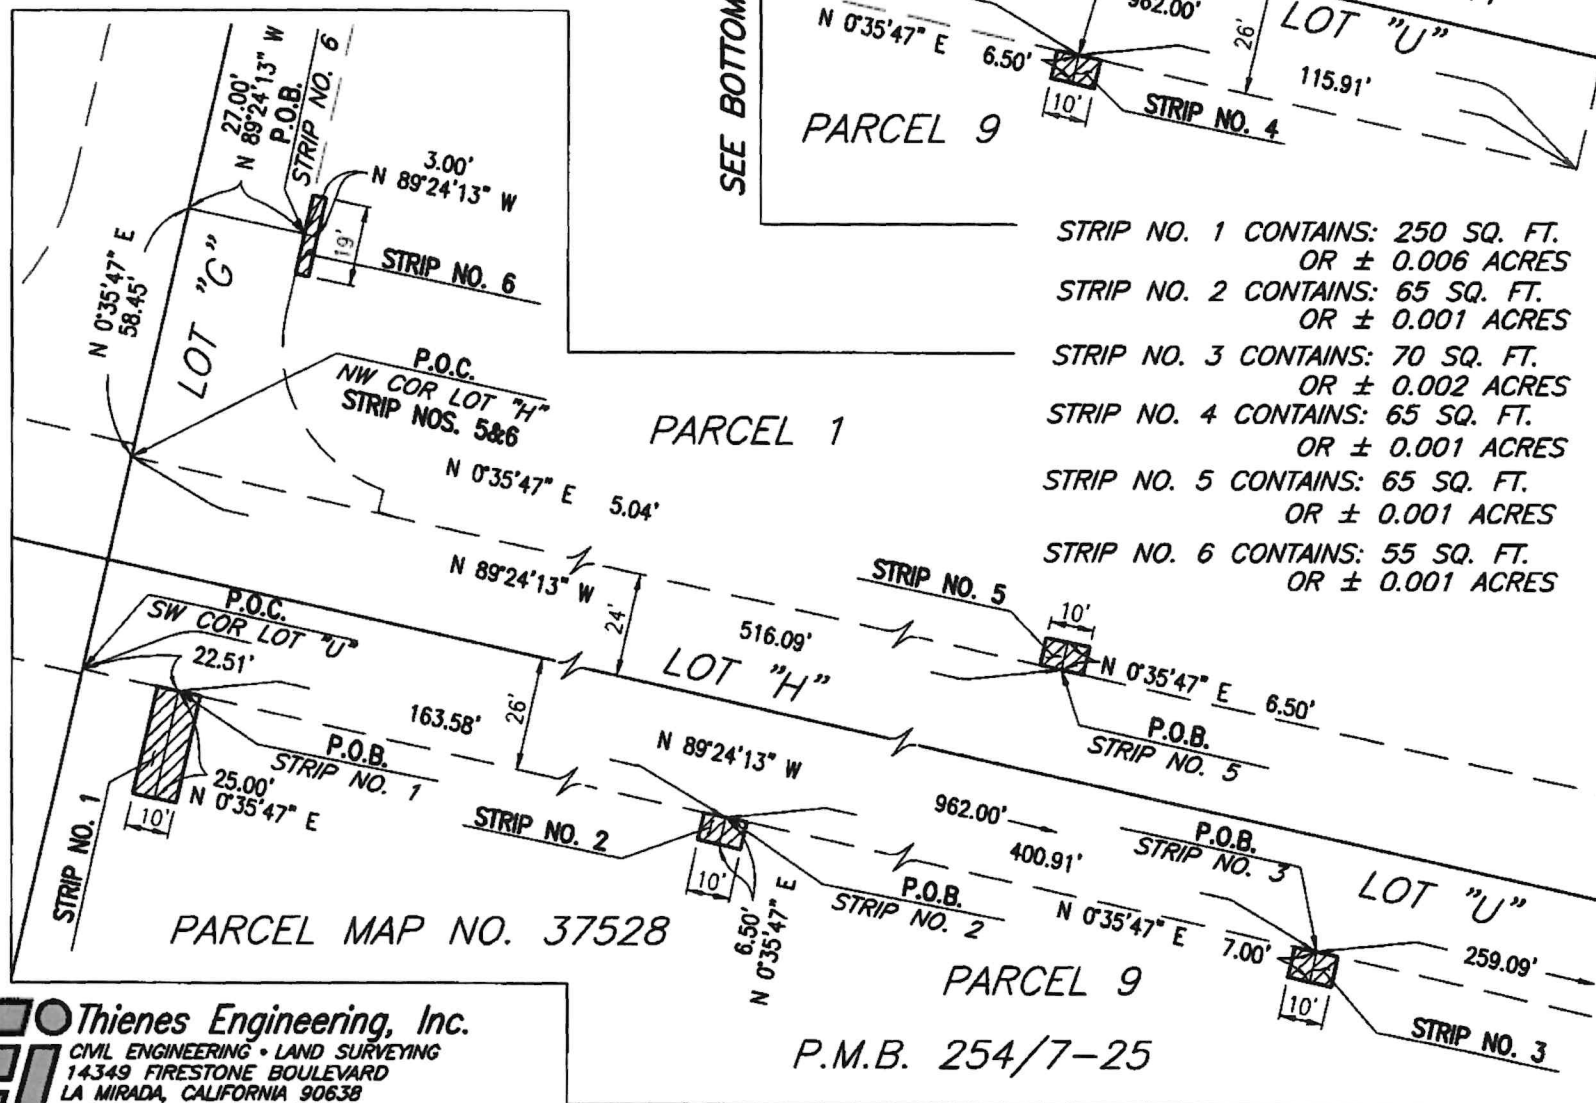 27.00'
N 89°24'13" W
P.O.B.
STRIP NO. 6
3.00'
N 89°24'13" W
19'
STRIP NO. 6
N 0°35'47" E
58.45'
LOT "G"
P.O.C.
NW COR LOT "H"
STRIP NOS. 5&6
PARCEL 1
N 0°35'47" E 5.04'
N 89°24'13" W
24'
516.09'
LOT "H"
STRIP NO. 5
10'
N 0°35'47" E 6.50'
P.O.B.
STRIP NO. 5
SEE BOTTOM
N 0°35'47" E 6.50'
962.00'
26'
LOT "U"
115.91'
10'
STRIP NO. 4
PARCEL 9
STRIP NO. 1 CONTAINS: 250 SQ. FT.
OR ± 0.006 ACRES
STRIP NO. 2 CONTAINS: 65 SQ. FT.
OR ± 0.001 ACRES
STRIP NO. 3 CONTAINS: 70 SQ. FT.
OR ± 0.002 ACRES
STRIP NO. 4 CONTAINS: 65 SQ. FT.
OR ± 0.001 ACRES
STRIP NO. 5 CONTAINS: 65 SQ. FT.
OR ± 0.001 ACRES
STRIP NO. 6 CONTAINS: 55 SQ. FT.
OR ± 0.001 ACRES
P.O.C.
SW COR LOT "U"
22.51'
163.58'
26'
P.O.B.
STRIP NO. 1
25.00'
N 0°35'47" E
10'
STRIP NO. 1
N 89°24'13" W
STRIP NO. 2
10'
6.50'
N 0°35'47" E
P.O.B.
STRIP NO. 2
962.00'
400.91'
P.O.B.
STRIP NO. 3
LOT "U"
N 0°35'47" E 7.00'
259.09'
10'
STRIP NO. 3
PARCEL MAP NO. 37528
PARCEL 9
P.M.B. 254/7-25
Thienes Engineering, Inc.
CIVIL ENGINEERING • LAND SURVEYING
14349 FIRESTONE BOULEVARD
LA MIRADA, CALIFORNIA 90638